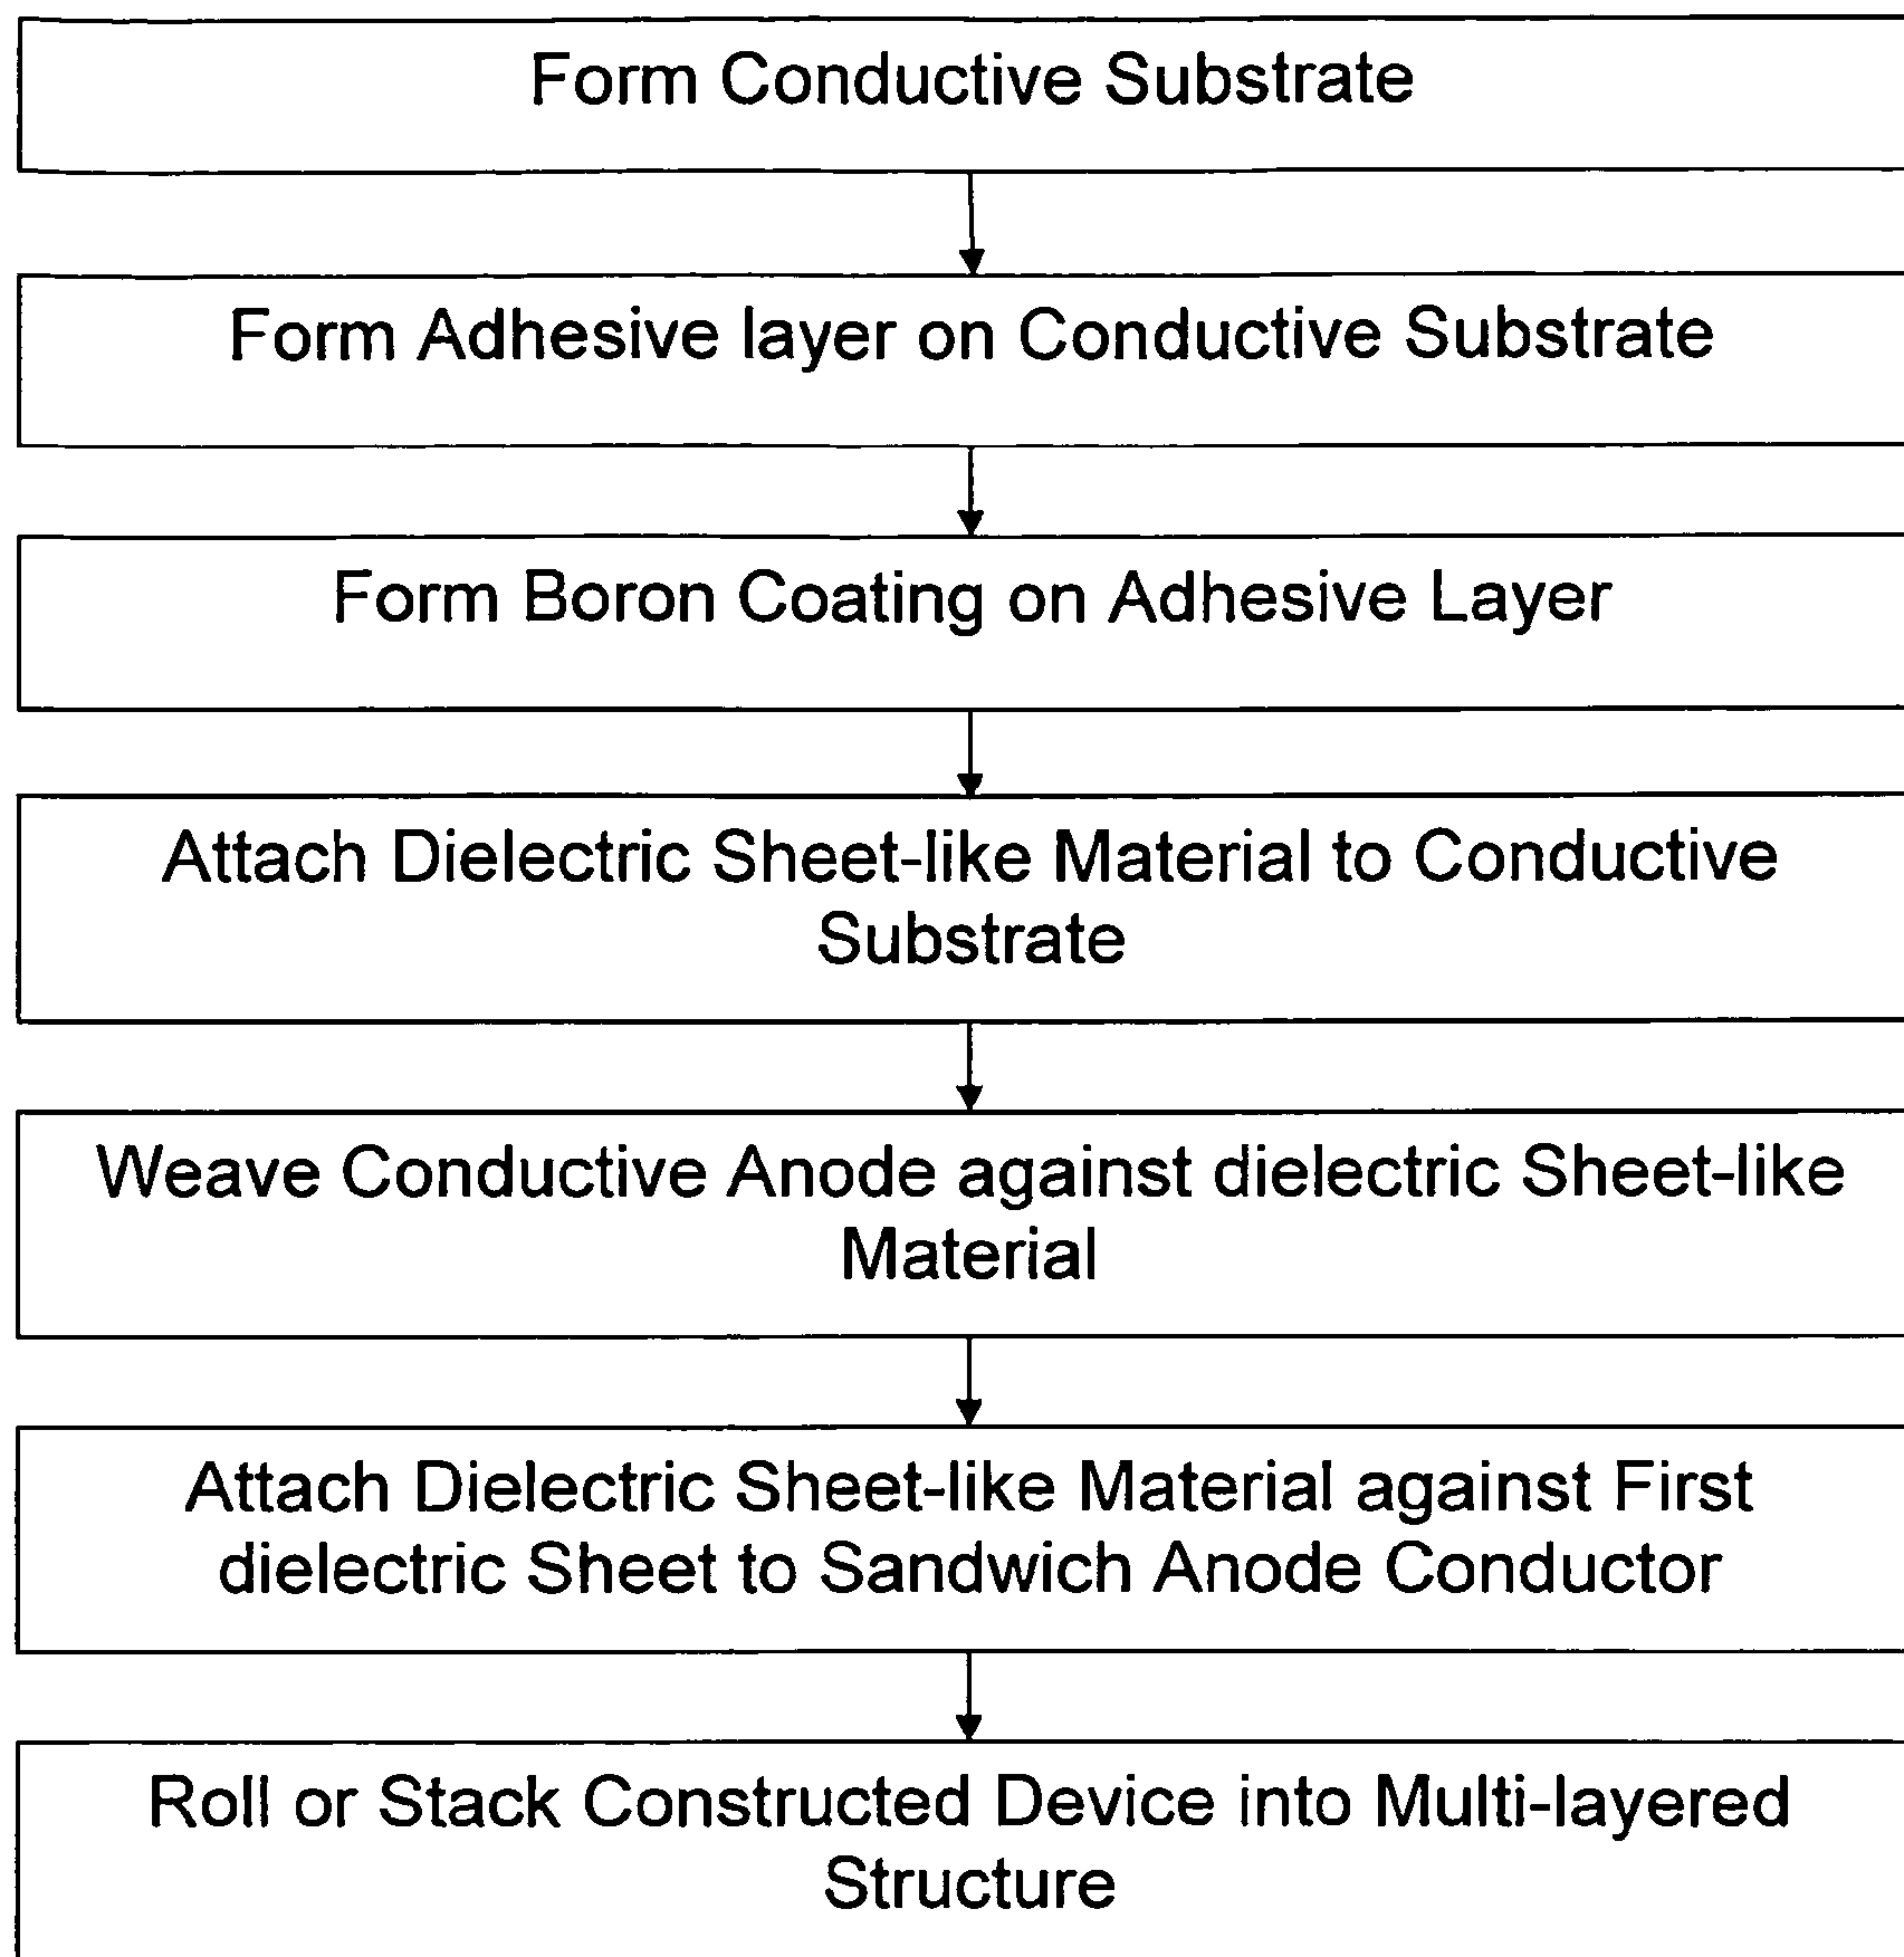 Form Conductive Substrate
Form Adhesive layer on Conductive Substrate
Form Boron Coating on Adhesive Layer
Attach Dielectric Sheet-like Material to Conductive
Substrate
Weave Conductive Anode against dielectric Sheet-like
Material
Attach Dielectric Sheet-like Material against First
dielectric Sheet to Sandwich Anode Conductor
Roll or Stack Constructed Device into Multi-layered
Structure